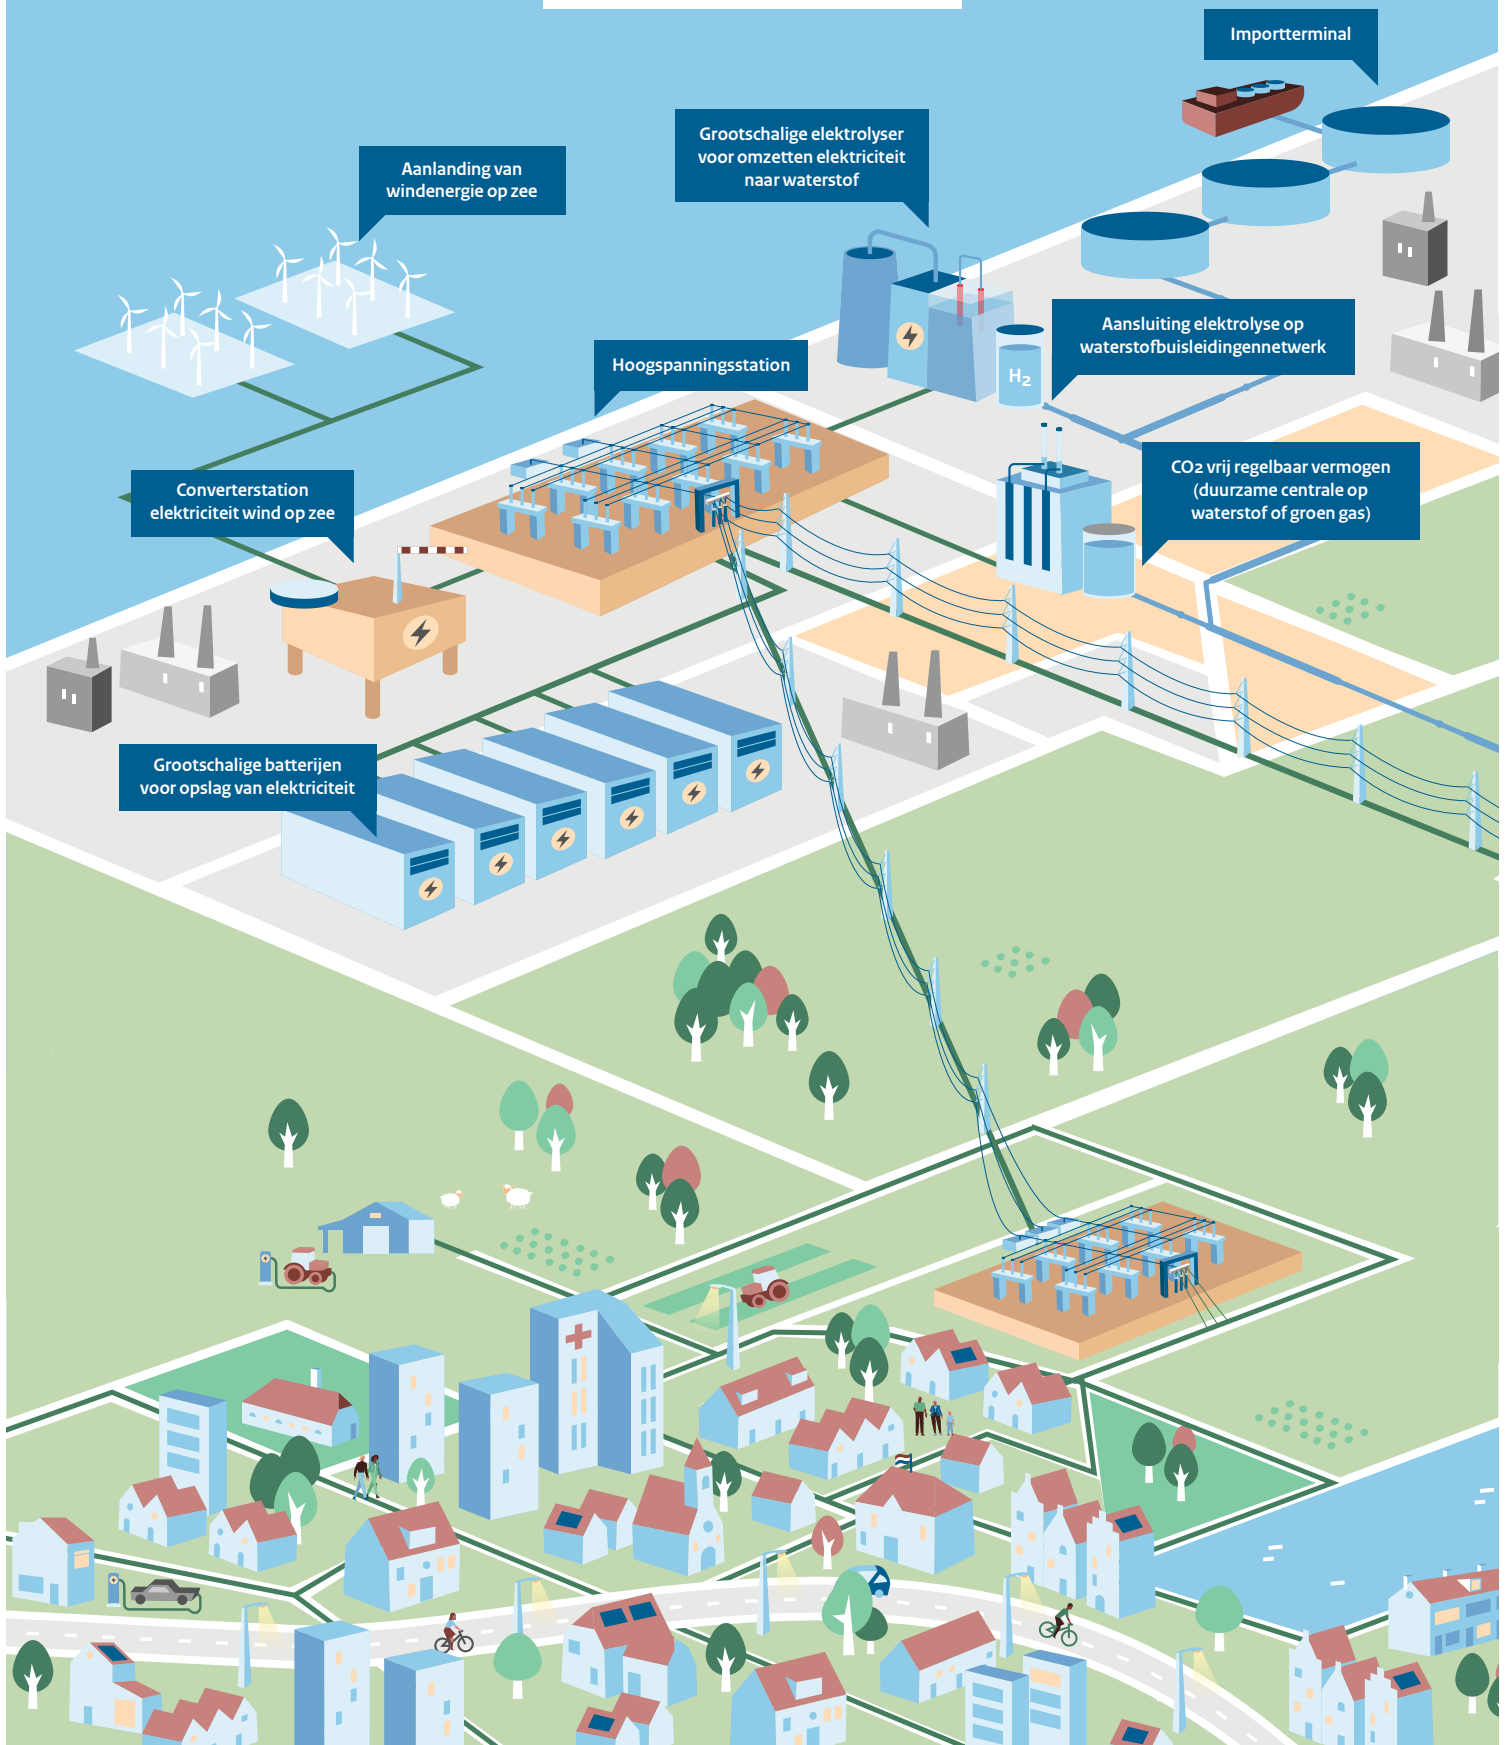 Importterminal
Grootschalige elektrolyser
voor omzetten elektriciteit
naar waterstof
Aanlanding van
windenergie op zee
Aansluiting elektrolyse op
waterstofbuisleidingennetwerk
Hoogspanningsstation
H2
CO2 vrij regelbaar vermogen
(duurzame centrale op
waterstof of groen gas)
Converterstation
elektriciteit wind op zee
Grootschalige batterijen
voor opslag van elektriciteit